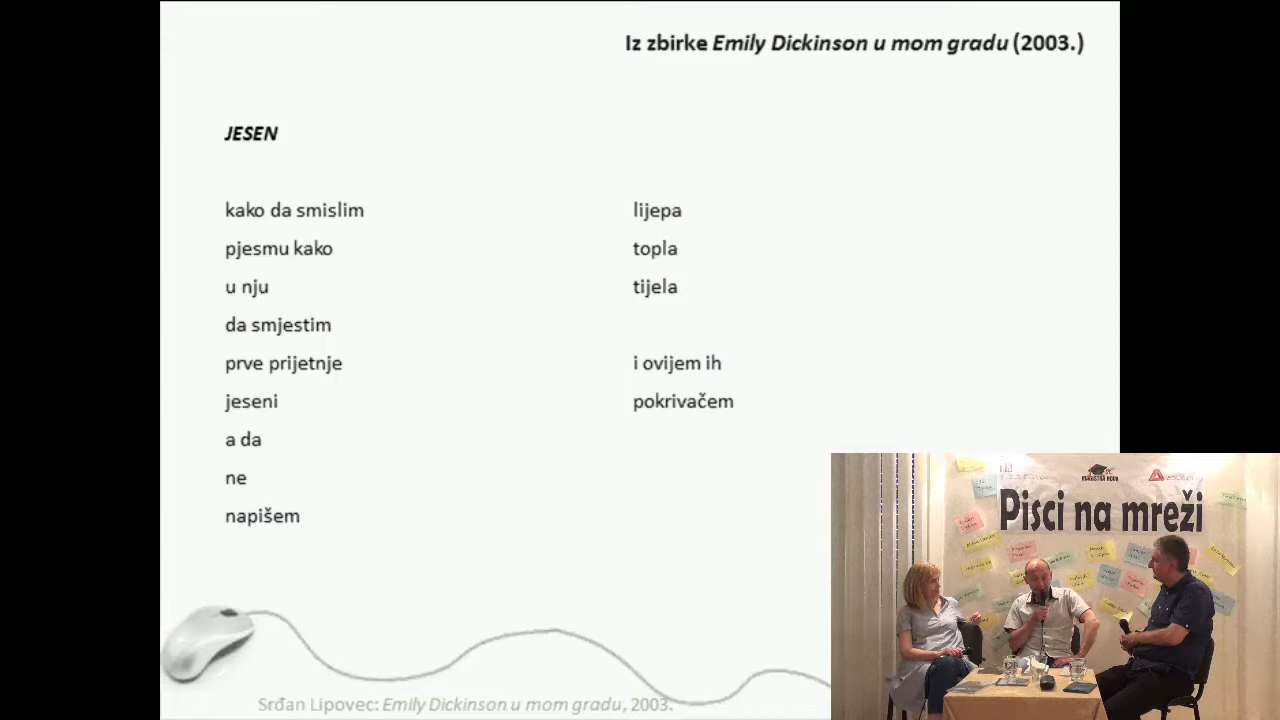 Iz zbirke Emily Dickinson u mom gradu (2003.)
JESEN
kako da smislim
pjesmu kako
u nju
da smjestim
prve prijetnje
jeseni
a da
ne
napišem
lijepa
topla
tijela
i ovijem ih
pokrivačem
Srđan Lipovec: Emily Dickinson u mom gradu, 2003.
MAGISTRA NOVA
Pisci na mreži